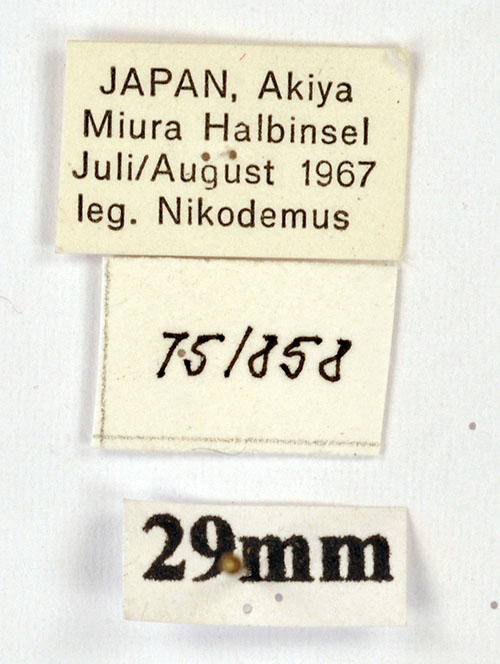 JAPAN, Akiya
Miura Halbinsel
Juli/August 1967
leg. Nikodemus
75/858
29mm